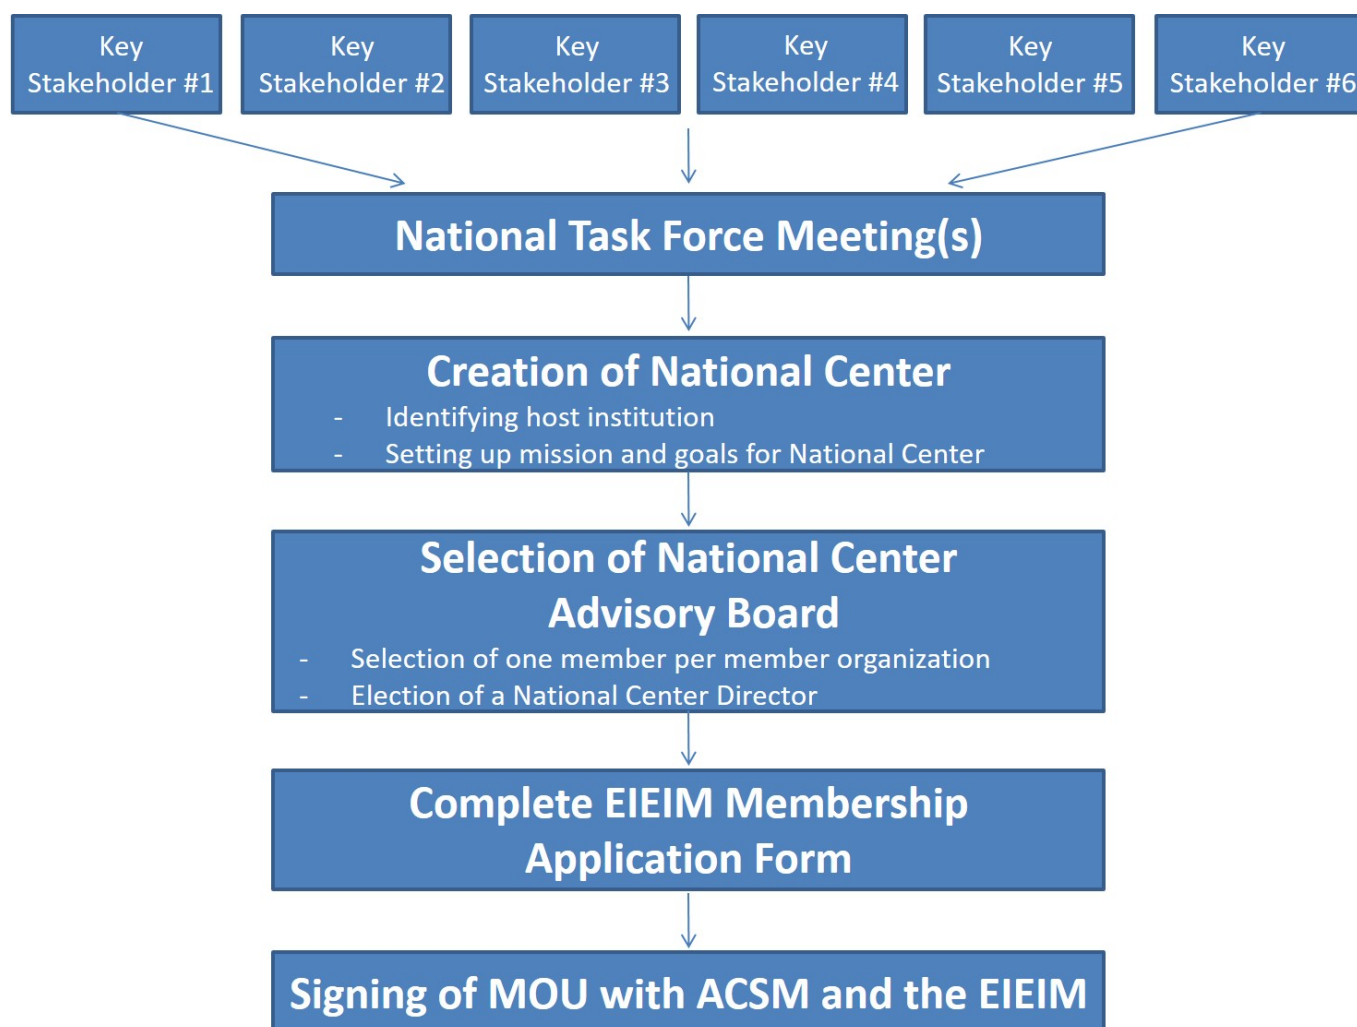 Key
Stakeholder #1
Key
Stakeholder #2
Key
Stakeholder #3
Key
Stakeholder #4
Key
Stakeholder #5
Key
Stakeholder #6
National Task Force Meeting(s)
Creation of National Center
- Identifying host institution
- Setting up mission and goals for National Center
Selection of National Center
Advisory Board
- Selection of one member per member organization
- Election of a National Center Director
Complete EIEIM Membership
Application Form
Signing of MOU with ACSM and the EIEIM